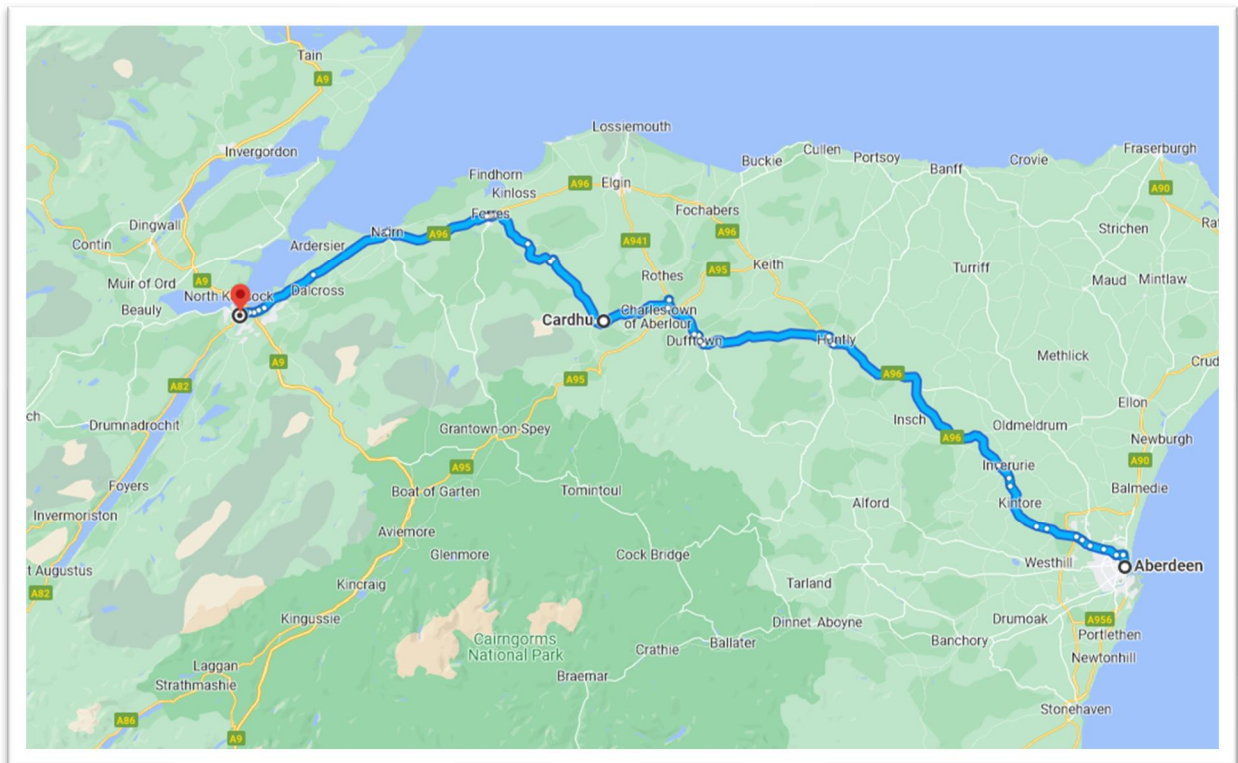 Tain
A9
Lossiemouth
Invergordon
Cullen
Fraserburgh
Buckie
Portsoy
Crovie
Banff
Findhorn
A96
Elgin
A90
Kinloss
Fochabers
Forres
Dingwall
Strichen
Nairn
A96
A96
Contin
Ardersier
A941
Keith
Turriff
A95
A9
Rothes
Muir of Ord
Maud
Mintlaw
Dalcross
Beauly
Charlestown
of Aberlour
Cardhu
Dufftown
Huntly
Methlick
A9
A96
A95
A82
Ellon
Insch
Drumnadrochit
Oldmeldrum
Grantown-on-Spey
A96
Newburgh
A90
A95
Inverurie
Foyers
Boat of Garten
Tomintoul
Balmedie
Alford
Kintore
Invermoriston
Aviemore
Glenmore
Cock Bridge
Westhill
Aberdeen
t Augustus
Kincraig
Tarland
A82
Drumoak
A956
Kingussie
Dinnet
Aboyne
Portlethen
Cairngorms
National Park
Crathie
Ballater
Banchory
Newtonhill
Laggan
Braemar
Strathmashie
Stonehaven
A86
A9